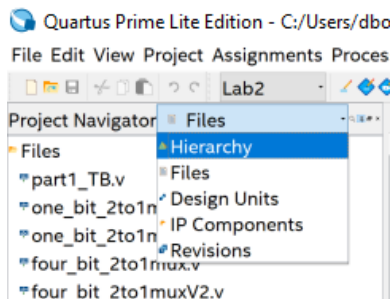 Quartus Prime Lite Edition - C:/Users/dbo
File Edit View Project Assignments Proces
Lab2
Project Navigator Files
Files
Hierarchy
Files
Design Units
IP Components
Revisions
part1_TB.v
one_bit_2to1m
one_bit_2to1n
four_bit_2to1mux.v
four_bit_2to1muxV2.v